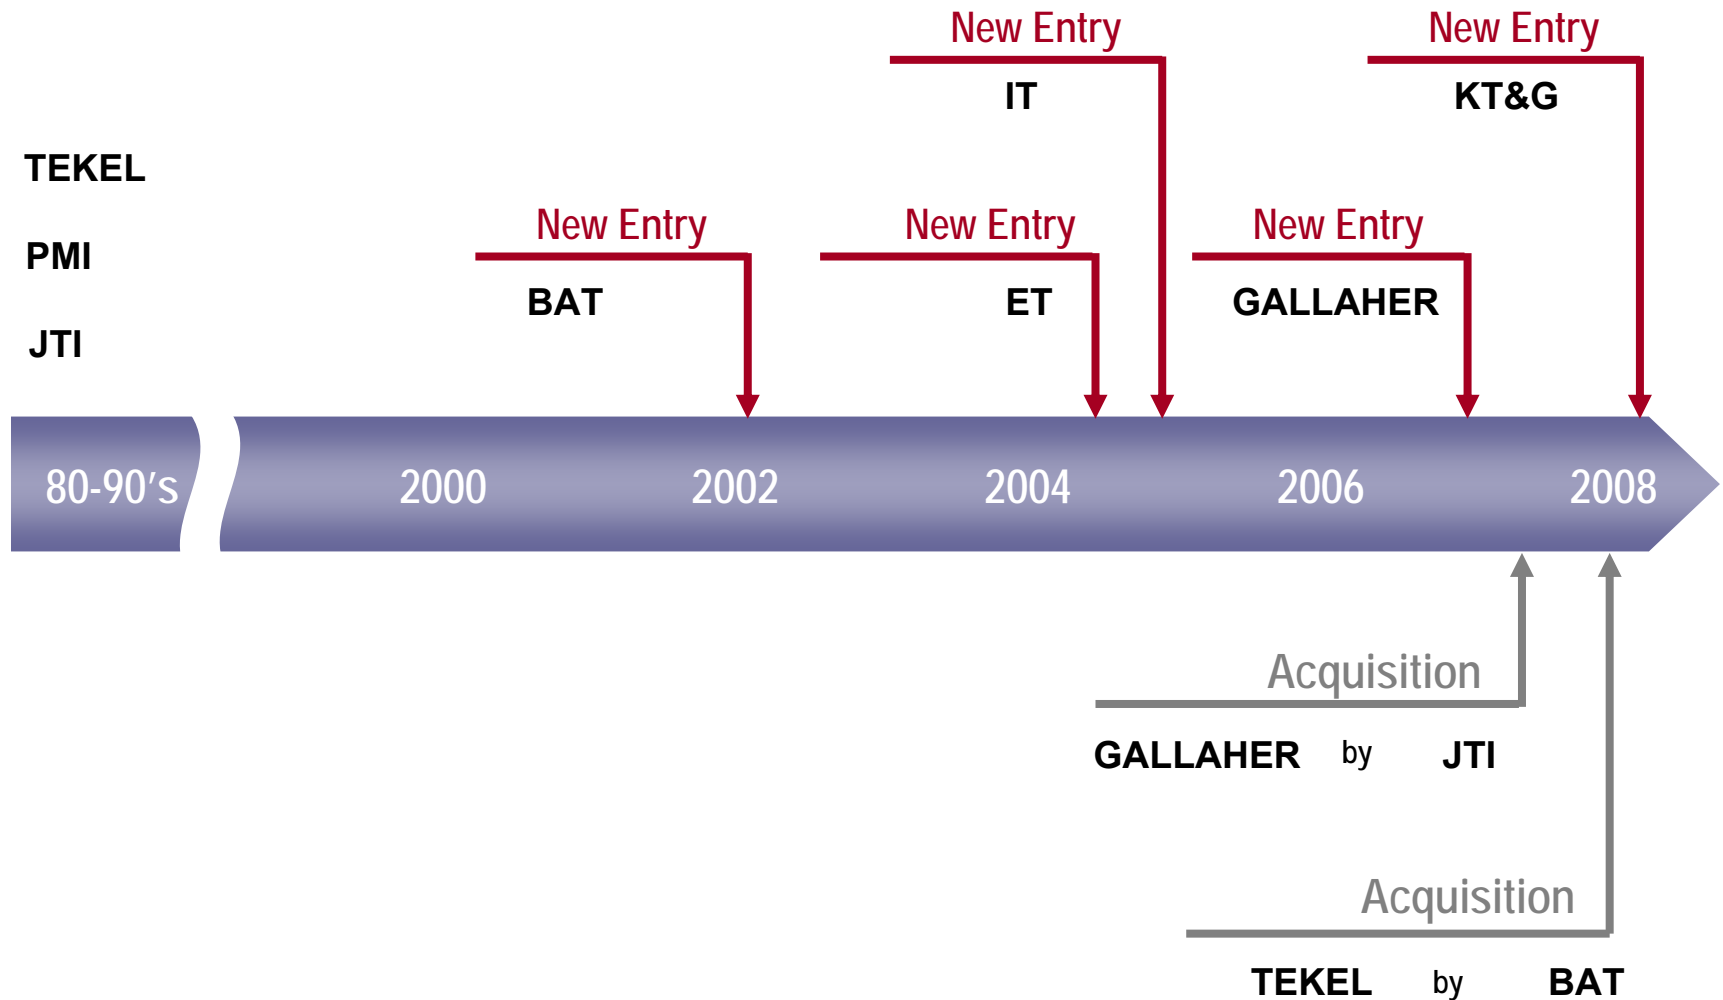 New Entry
New Entry
IT
KT&G
TEKEL
New Entry
New Entry
New Entry
PMI
BAT
ET
GALLAHER
JTI
80-90's
2000
2002
2004
2006
2008
Acquisition
GALLAHER by JTI
Acquisition
TEKEL by BAT